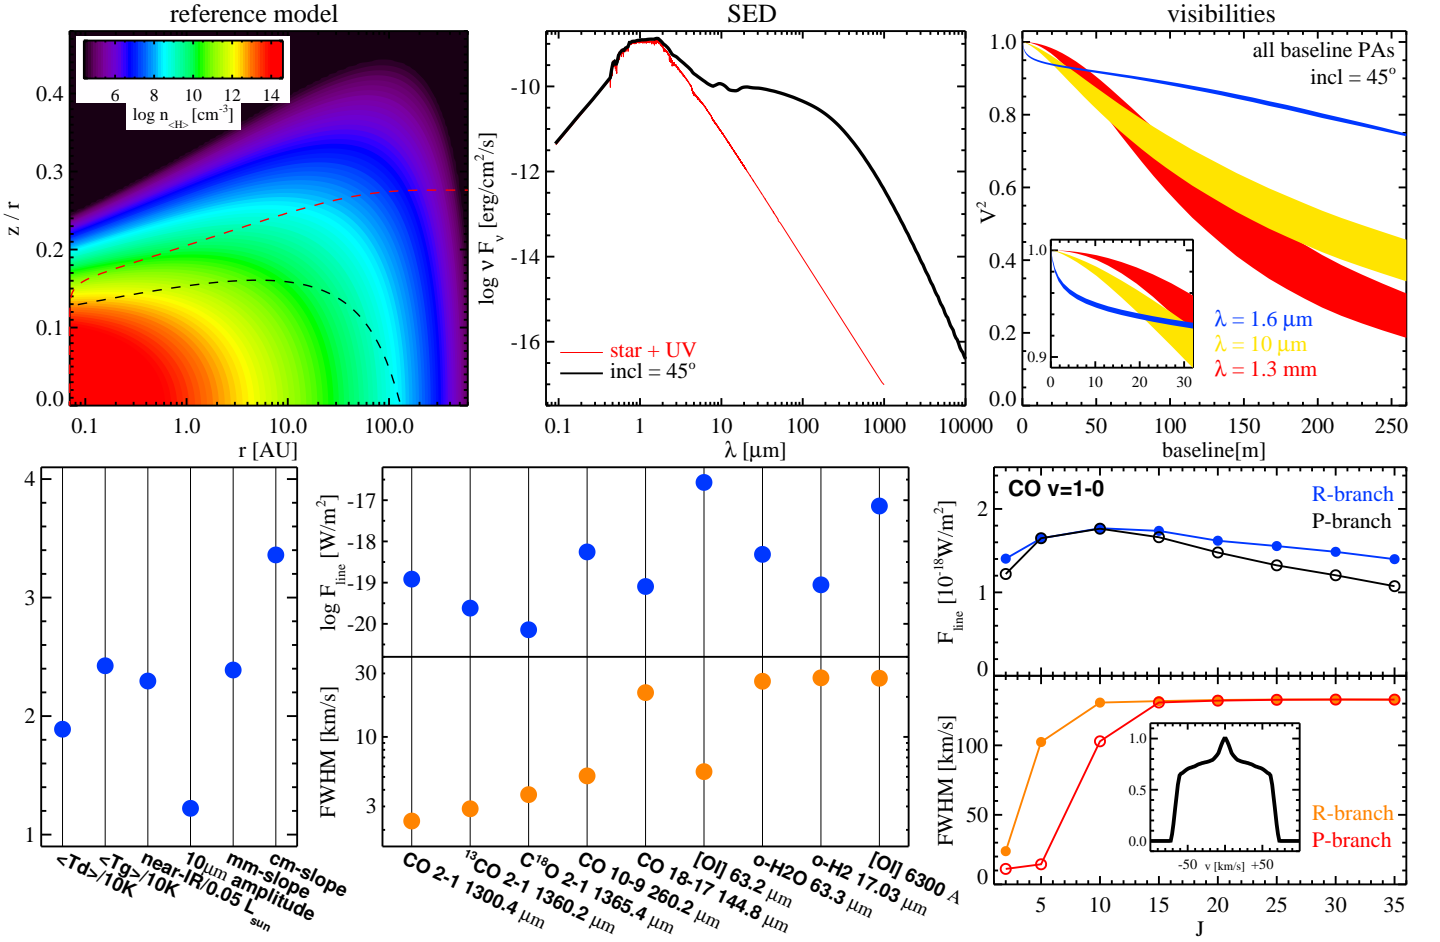 reference model
0.4
0.3
0.2
0.1
0.0
z / r
6 8 10 12 14
log n<H> [cm-3]
0.1 1.0 10.0 100.0
r [AU]
SED
-10
-12
-14
-16
log ν Fν [erg/cm2/s]
star + UV
incl = 45o
0.1 1 10 100 1000 10000
λ [μm]
visibilities
1.0
0.8
0.6
0.4
0.2
0.0
V2
all baseline PAs
incl = 45o
1.0
0.9
0 10 20 30
λ = 1.6 μm
λ = 10 μm
λ = 1.3 mm
0 50 100 150 200 250
baseline[m]
4
3
2
1
<Td>/10K
<Tg>/10K
near-IR/0.05 Lsun
10μm amplitude
mm-slope
cm-slope
-17
-18
-19
-20
log Fline [W/m2]
30
10
3
FWHM [km/s]
CO 2-1 1300.4 μm
13CO 2-1 1360.2 μm
C18O 2-1 1365.4 μm
CO 10-9 260.2 μm
CO 18-17 144.8 μm
[OI] 63.2 μm
o-H2O 63.3 μm
o-H2 17.03 μm
[OI] 6300 A
CO v=1-0
R-branch
P-branch
2
1
0
Fline [10-18W/m2]
100
50
0
FWHM [km/s]
1.0
0.5
0.0
-50 v [km/s] +50
R-branch
P-branch
5 10 15 20 25 30 35
J